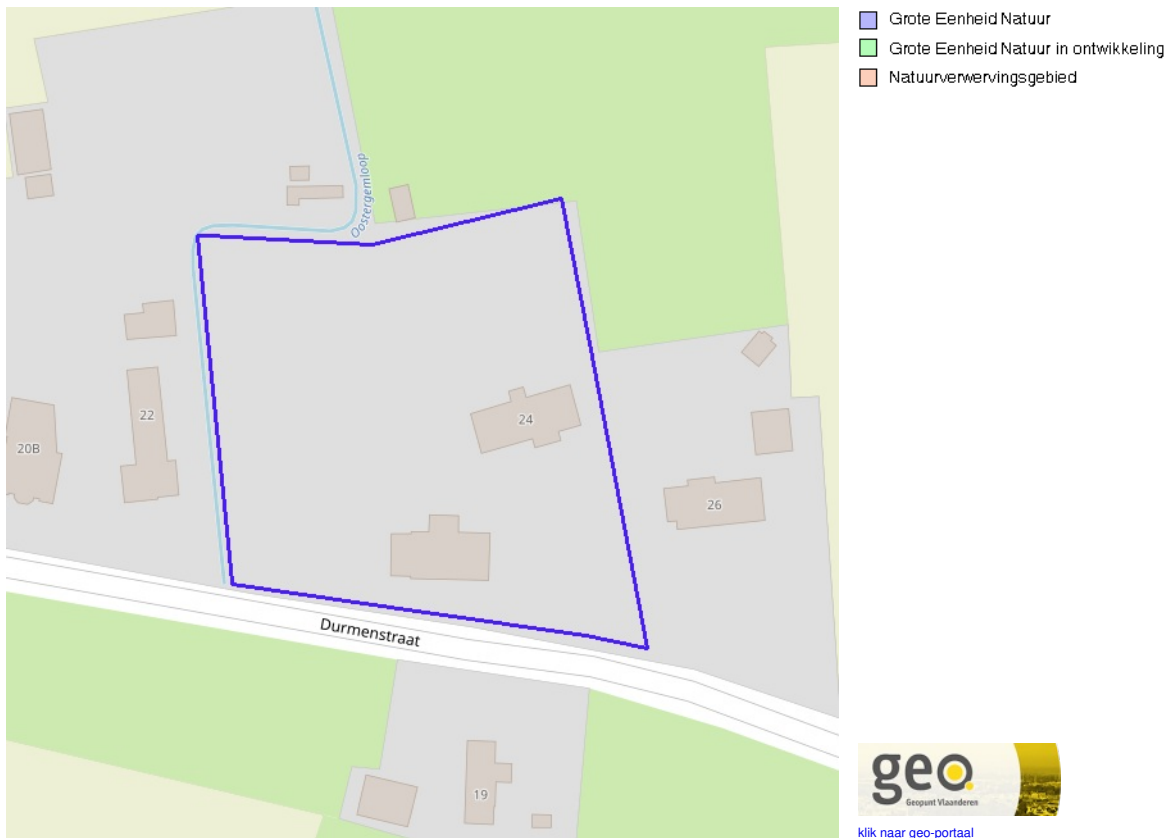 Grote Eenheid Natuur
Grote Eenheid Natuur in ontwikkeling
Natuurverwervingsgebied
Oostergemloop
22
24
20B
26
Durmenstraat
19
geo.
Geopunt Vlaanderen
klik naar geo-portaal